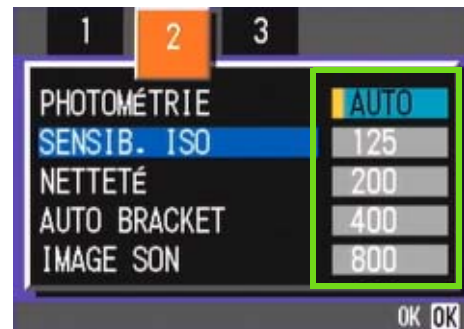 1 2 3
PHOTOMÉTRIE AUTO
SENSIB. ISO 125
NETTETÉ 200
AUTO BRACKET 400
IMAGE SON 800
OK OK